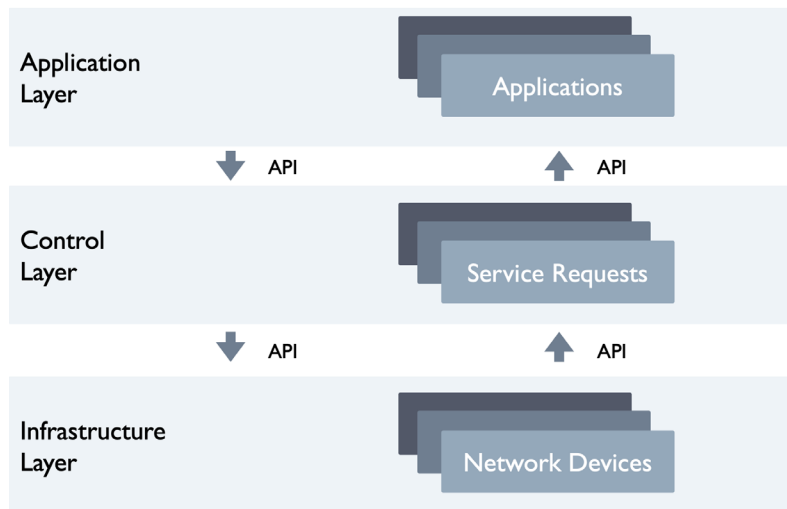 Application
Layer
Applications
API
API
Control
Layer
Service Requests
API
API
Infrastructure
Layer
Network Devices